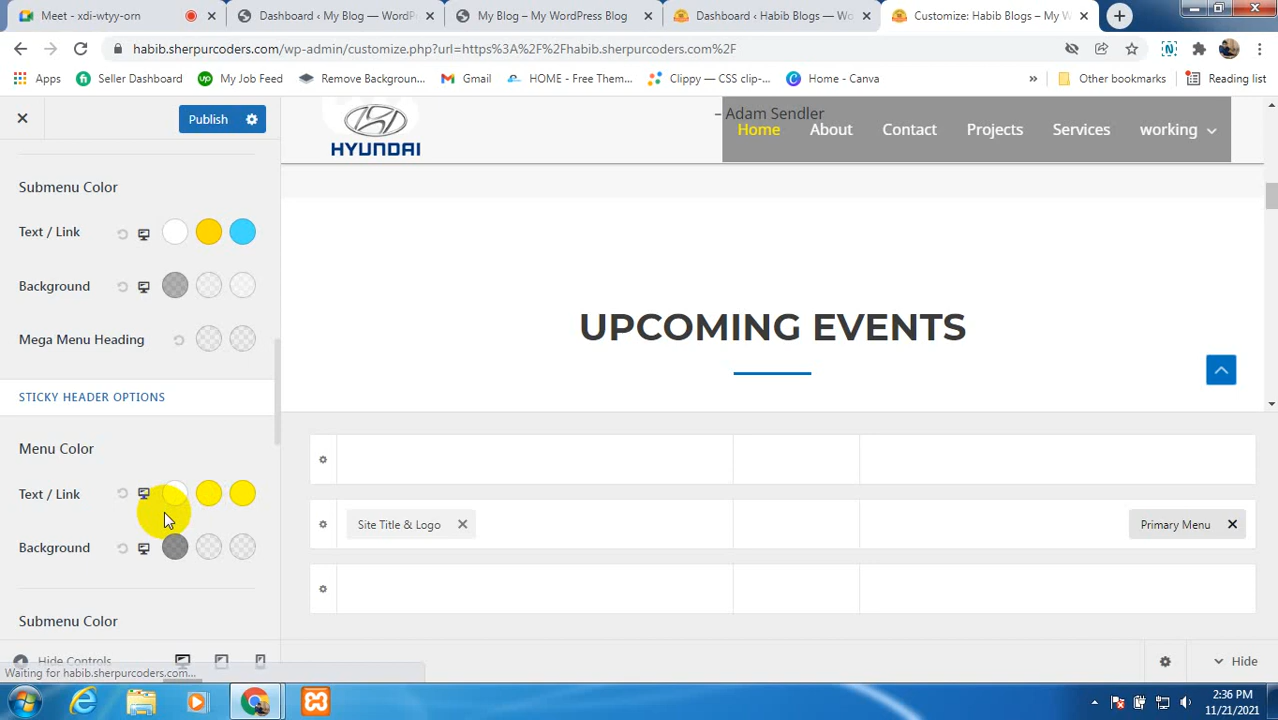 Meet - xdi-wtyy-orn
Dashboard ‹ My Blog — WordP
My Blog – My WordPress Blog
Dashboard ‹ Habib Blogs — Wo
Customize: Habib Blogs – My W
habib.sherpurcoders.com/wp-admin/customize.php?url=https%3A%2F%2Fhabib.sherpurcoders.com%2F
Apps
Seller Dashboard
My Job Feed
Remove Backgroun...
Gmail
HOME - Free Them...
Clippy — CSS clip-...
Home - Canva
»
Other bookmarks
Reading list
Publish
HYUNDAI
– Adam Sendler
Home
About
Contact
Projects
Services
working
Submenu Color
Text / Link
Background
Mega Menu Heading
STICKY HEADER OPTIONS
Menu Color
Text / Link
Background
Submenu Color
Hide Controls
Waiting for habib.sherpurcoders.com...
UPCOMING EVENTS
Site Title & Logo
Primary Menu
Hide
2:36 PM
11/21/2021